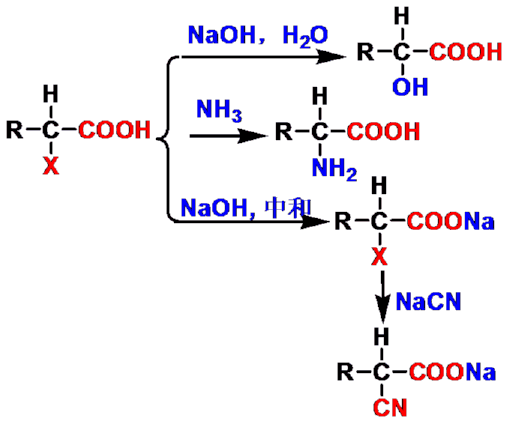 NaOH，H2O
H
R-C-COOH
OH
H
R-C-COOH
X
NH3
H
R-C-COOH
NH2
NaOH, 中和
H
R-C-COONa
X
NaCN
H
R-C-COONa
CN